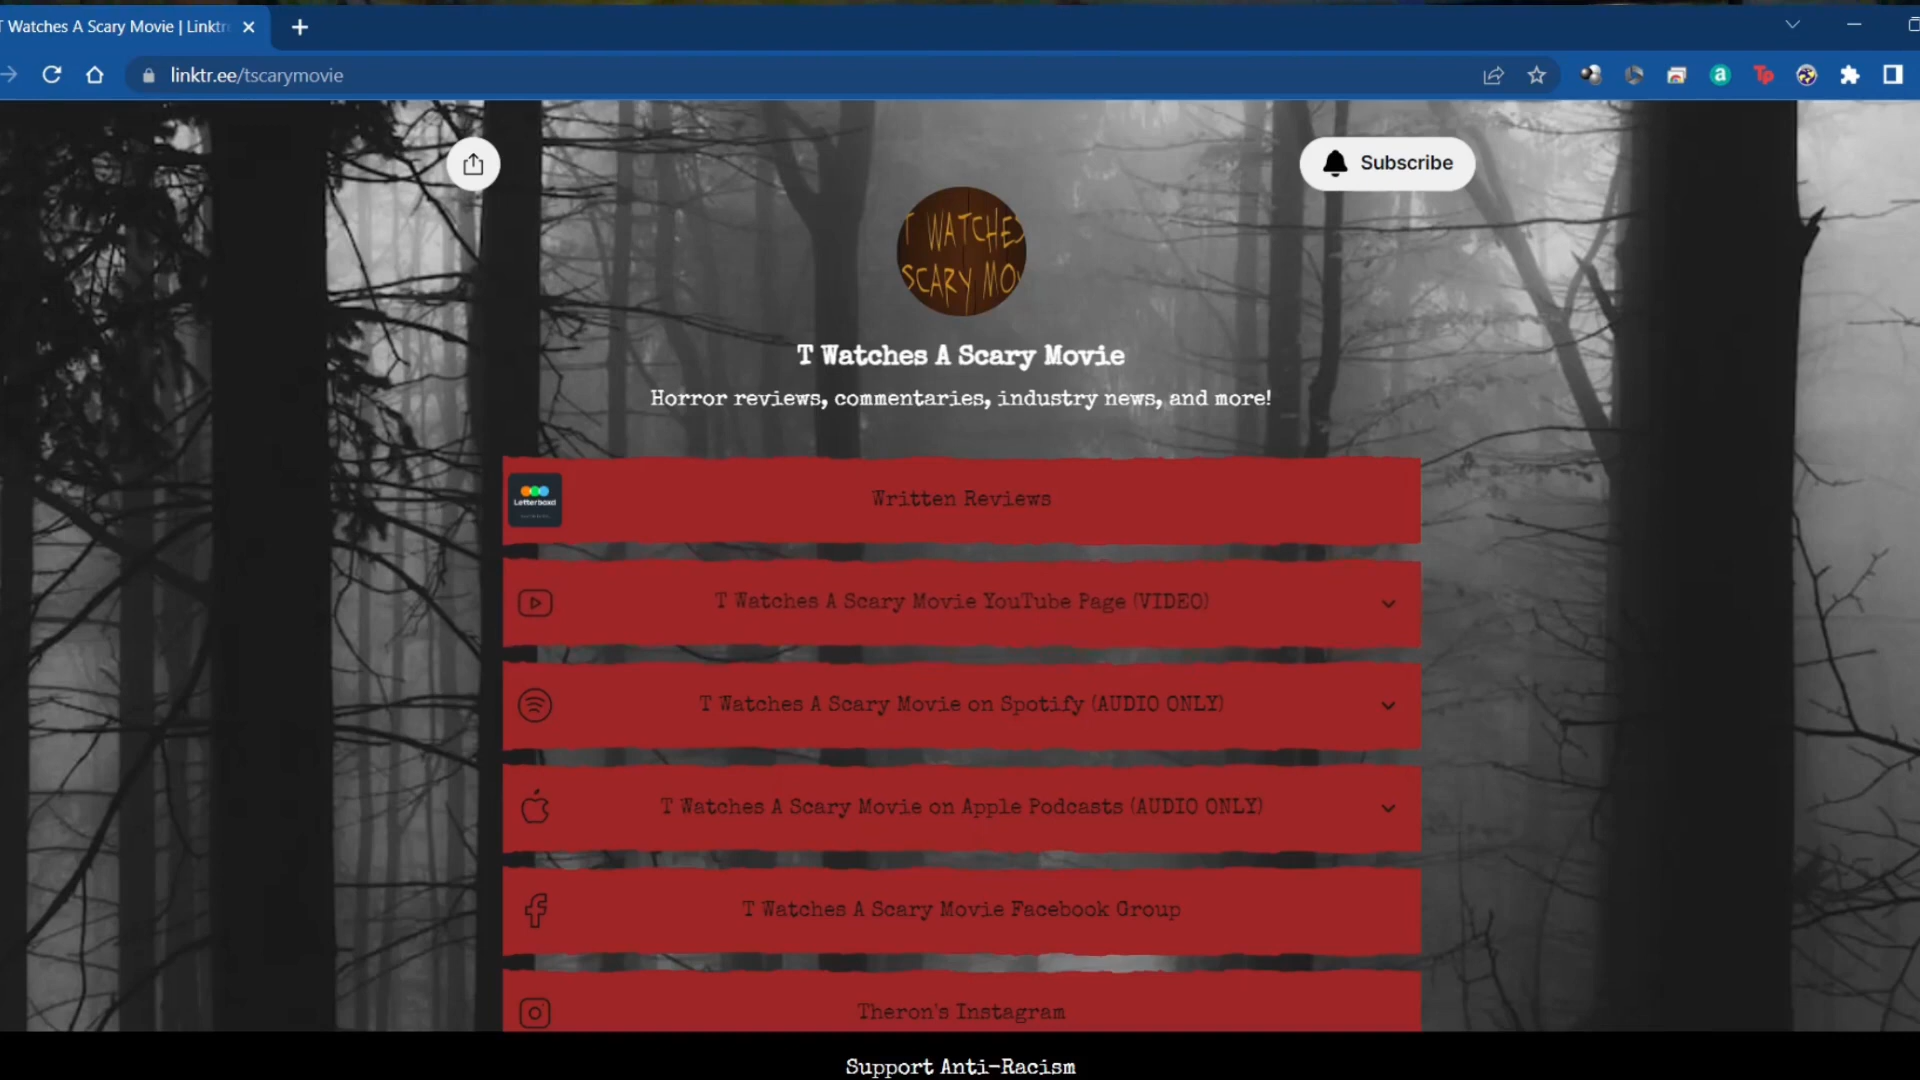 T Watches A Scary Movie | Linktr
linktr.ee/tscarymovie
a
Tp
Subscribe
T WATCHES
SCARY MO
T Watches A Scary Movie
Horror reviews, commentaries, industry news, and more!
Letterboxd
Written Reviews
T Watches A Scary Movie YouTube Page (VIDEO)
T Watches A Scary Movie on Spotify (AUDIO ONLY)
T Watches A Scary Movie on Apple Podcasts (AUDIO ONLY)
T Watches A Scary Movie Facebook Group
Theron's Instagram
Support Anti-Racism